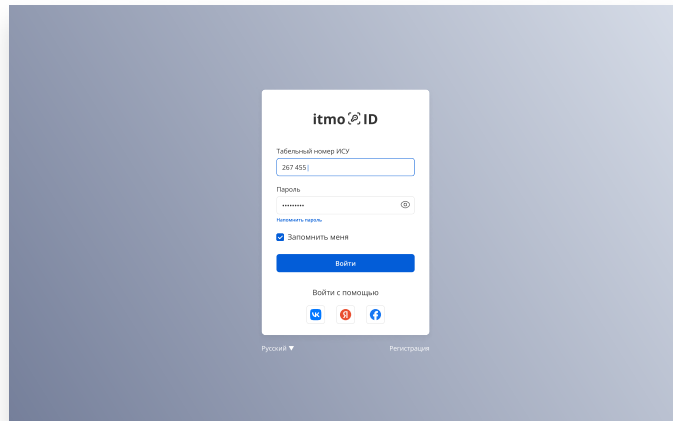 itmo ID
Табельный номер ИСУ
267 455
Пароль
•••••••••
Напомнить пароль
Запомнить меня
Войти
Войти с помощью
Русский ▼
Регистрация